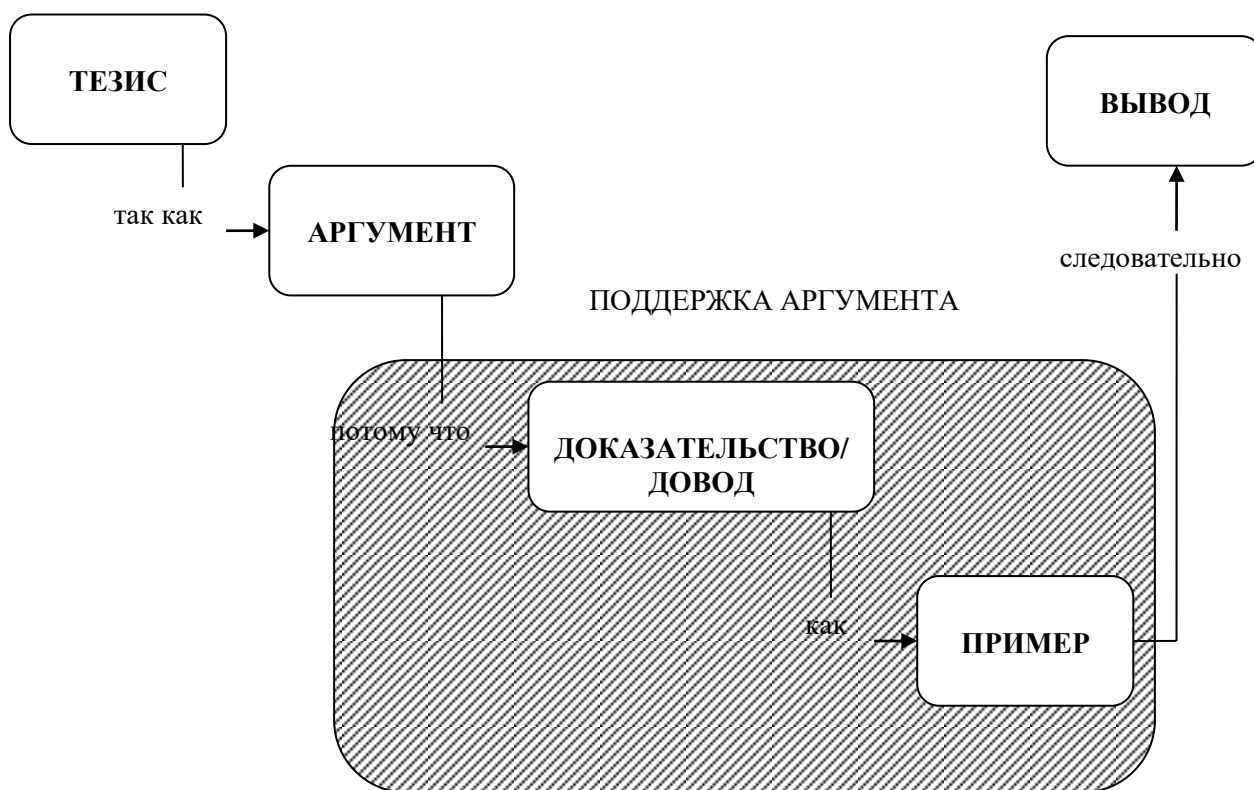 ТЕЗИС
ВЫВОД
так как
АРГУМЕНТ
следовательно
ПОДДЕРЖКА АРГУМЕНТА
потому что
ДОКАЗАТЕЛЬСТВО/
ДОВОД
как
ПРИМЕР